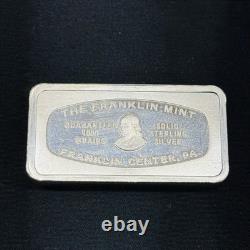 THE FRANKLIN MINT
GUARANTEED SOLID
1000 STERLING
GRAINS SILVER
FRANKLIN CENTER, PA.